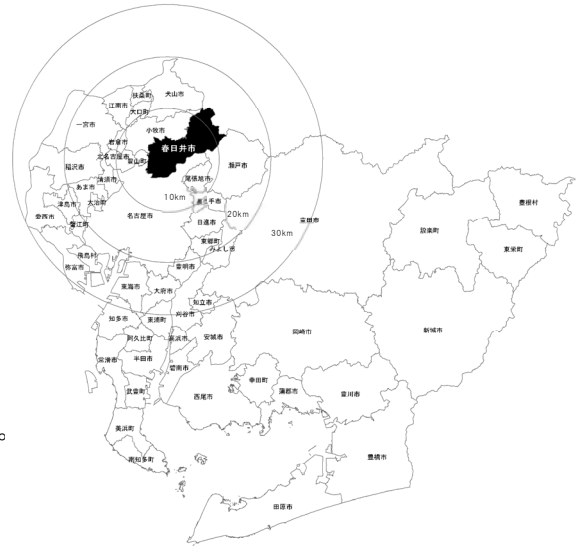 扶桑町
犬山市
江南市
大口町
一宮市
小牧市
岩倉市
春日井市
北名古屋市
豊山町
稲沢市
瀬戸市
清須市
尾張旭市
あま市
10km
長久手市
豊根村
津島市
大治町
20km
名古屋市
愛西市
日進市
豊田市
蟹江町
30km
設楽町
東郷町
みよし市
東栄町
飛島村
弥富市
豊明市
東海市
大府市
知立市
知多市
東浦町
刈谷市
岡崎市
新城市
阿久比町
高浜市
安城市
常滑市
半田市
碧南市
幸田町
武豊町
西尾市
蒲郡市
豊川市
美浜町
豊橋市
南知多町
田原市